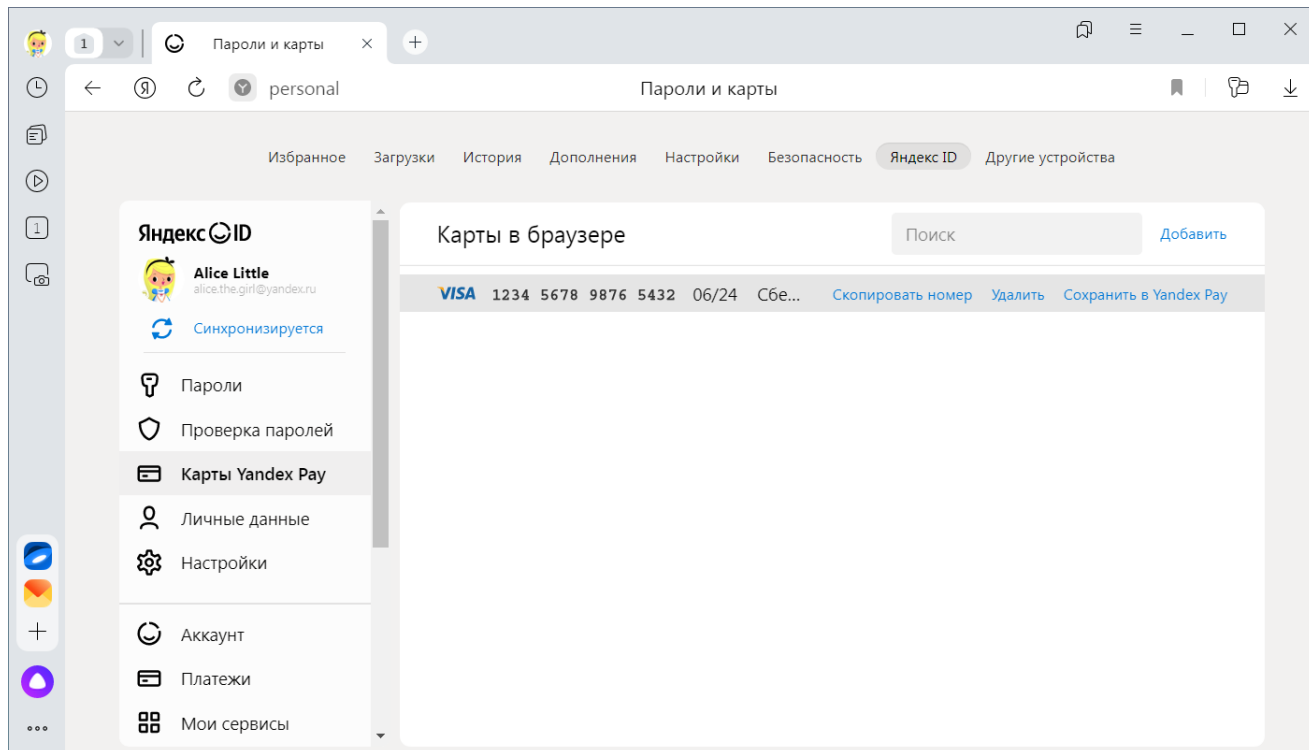 1 Пароли и карты
personal Пароли и карты
Избранное Загрузки История Дополнения Настройки Безопасность Яндекс ID Другие устройства
1
Яндекс ID
Alice Little
alice.the.girl@yandex.ru
Синхронизируется
Пароли
Проверка паролей
Карты Yandex Pay
Личные данные
Настройки
Аккаунт
Платежи
Мои сервисы
Карты в браузере Поиск Добавить
VISA 1234 5678 9876 5432 06/24 Сбе... Скопировать номер Удалить Сохранить в Yandex Pay